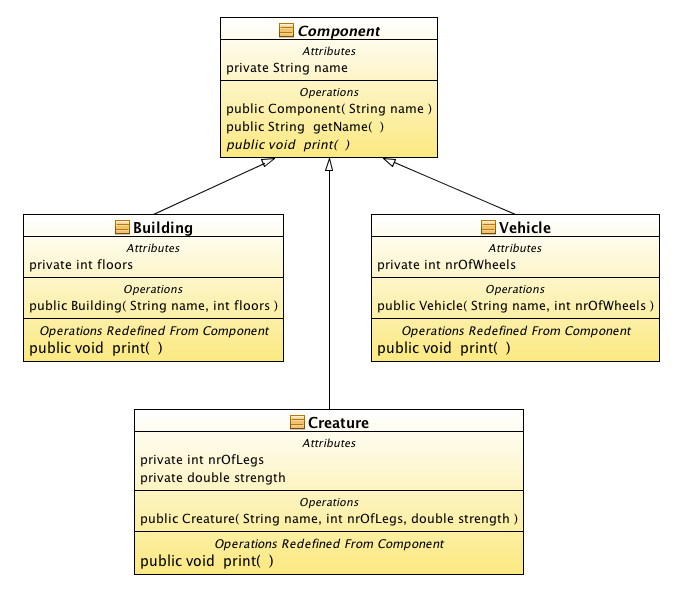 Component
Attributes
private String name
Operations
public Component( String name )
public String  getName(  )
public void  print(  )
Building
Attributes
private int floors
Operations
public Building( String name, int floors )
Operations Redefined From Component
public void  print(  )
Vehicle
Attributes
private int nrOfWheels
Operations
public Vehicle( String name, int nrOfWheels )
Operations Redefined From Component
public void  print(  )
Creature
Attributes
private int nrOfLegs
private double strength
Operations
public Creature( String name, int nrOfLegs, double strength )
Operations Redefined From Component
public void  print(  )